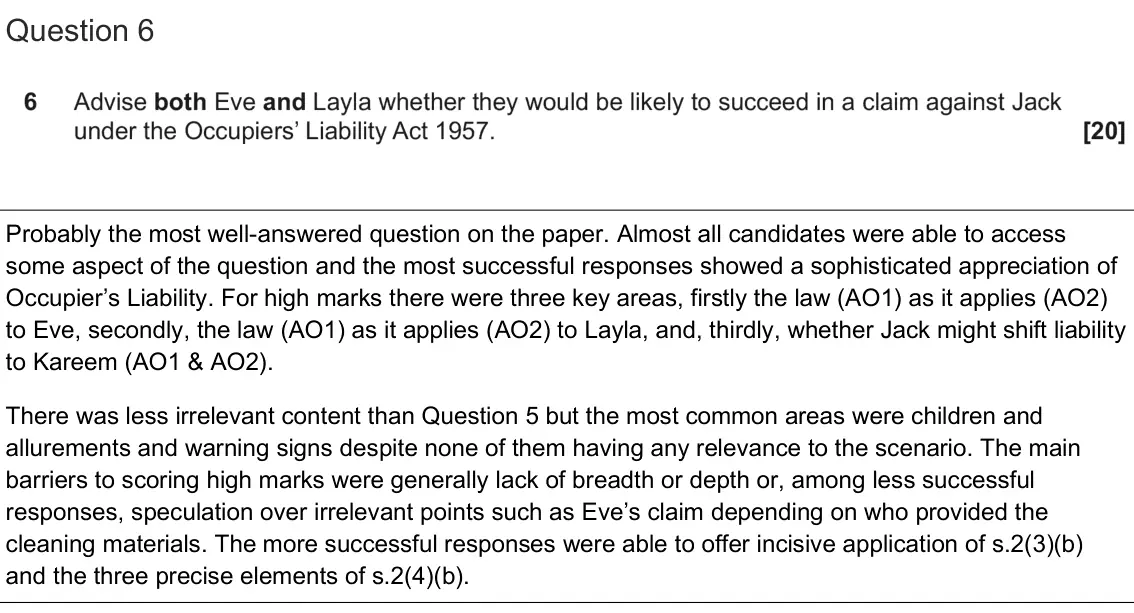 Question 6
6 Advise both Eve and Layla whether they would be likely to succeed in a claim against Jack
under the Occupiers’ Liability Act 1957.
[20]
Probably the most well-answered question on the paper. Almost all candidates were able to access
some aspect of the question and the most successful responses showed a sophisticated appreciation of
Occupier’s Liability. For high marks there were three key areas, firstly the law (AO1) as it applies (AO2)
to Eve, secondly, the law (AO1) as it applies (AO2) to Layla, and, thirdly, whether Jack might shift liability
to Kareem (AO1 & AO2).
There was less irrelevant content than Question 5 but the most common areas were children and
allurements and warning signs despite none of them having any relevance to the scenario. The main
barriers to scoring high marks were generally lack of breadth or depth or, among less successful
responses, speculation over irrelevant points such as Eve’s claim depending on who provided the
cleaning materials. The more successful responses were able to offer incisive application of s.2(3)(b)
and the three precise elements of s.2(4)(b).